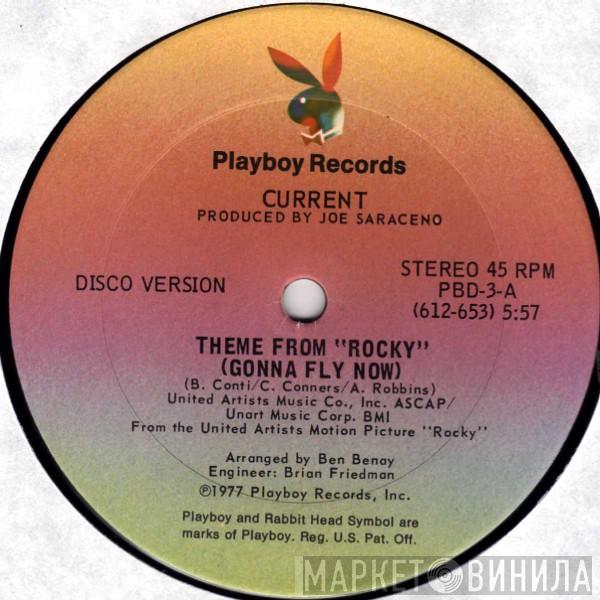 Playboy Records
CURRENT
PRODUCED BY JOE SARACENO
DISCO VERSION
STEREO 45 RPM
PBD-3-A
(612-653) 5:57
THEME FROM "ROCKY"
(GONNA FLY NOW)
(B. Conti/C. Conners/A. Robbins)
United Artists Music Co., Inc. ASCAP/
Unart Music Corp. BMI
From the United Artists Motion Picture "Rocky"
Arranged by Ben Benay
Engineer: Brian Friedman
℗1977 Playboy Records, Inc.
Playboy and Rabbit Head Symbol are
marks of Playboy. Reg. U.S. Pat. Off.
МАРКЕТ ВИНИЛА